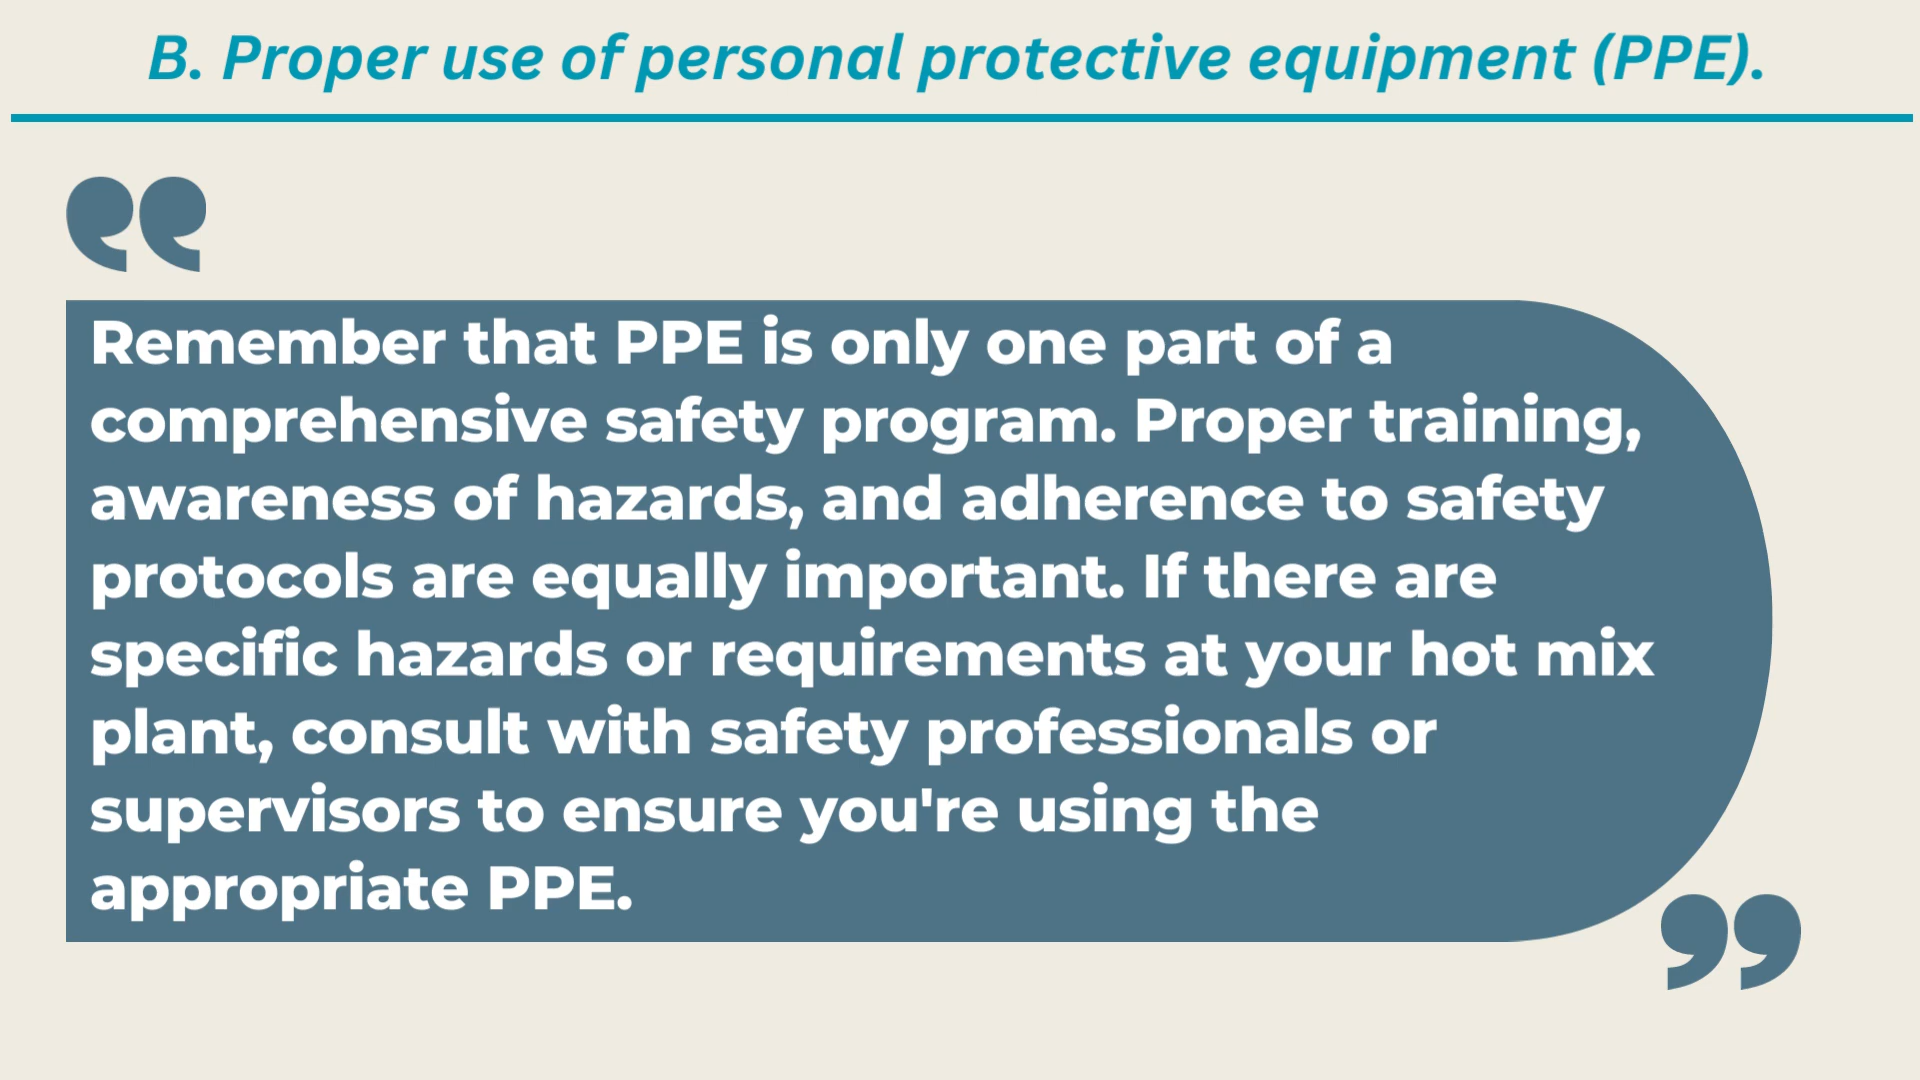 B. Proper use of personal protective equipment (PPE).
Remember that PPE is only one part of a
comprehensive safety program. Proper training,
awareness of hazards, and adherence to safety
protocols are equally important. If there are
specific hazards or requirements at your hot mix
plant, consult with safety professionals or
supervisors to ensure you're using the
appropriate PPE.